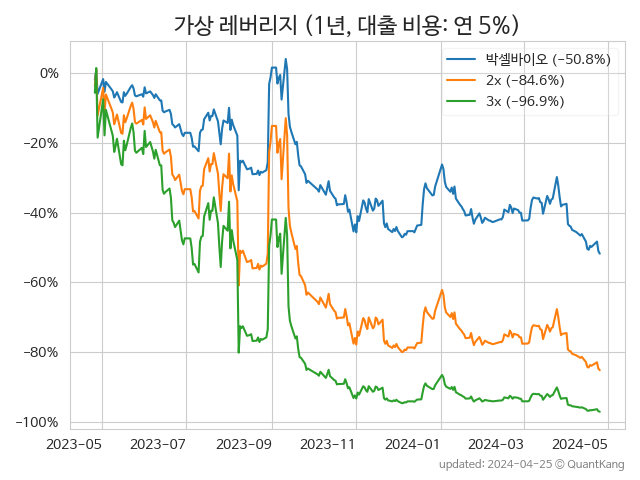 가상 레버리지 (1년, 대출 비용: 연 5%)
박셀바이오 (−50.8%)
2x (−84.6%)
3x (−96.9%)
0%
−20%
−40%
−60%
−80%
−100%
2023-05 2023-07 2023-09 2023-11 2024-01 2024-03 2024-05
updated: 2024-04-25 © QuantKang